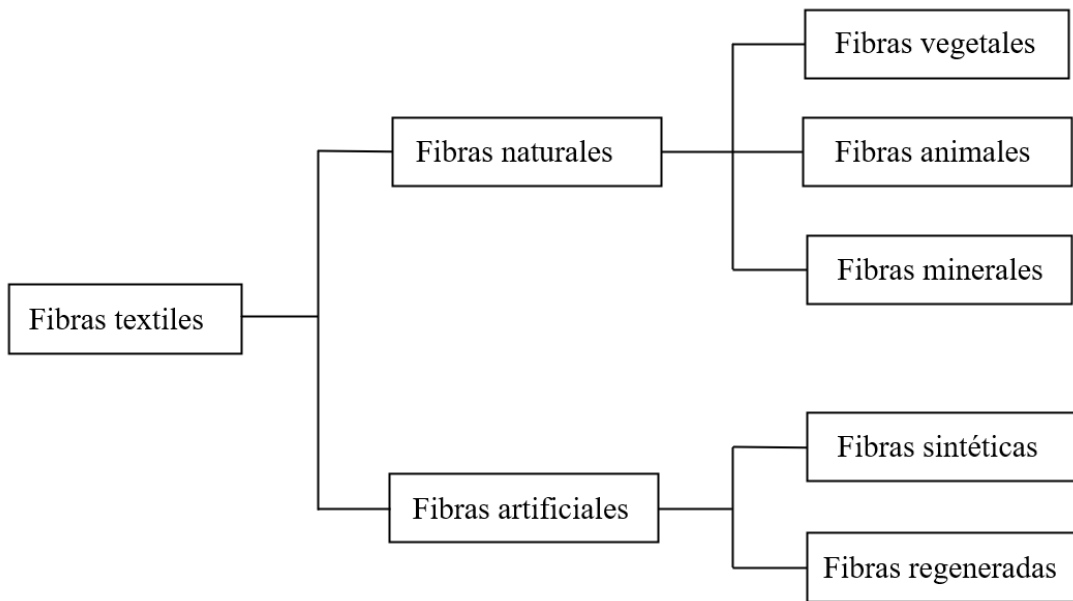 Fibras textiles
Fibras naturales
Fibras vegetales
Fibras animales
Fibras minerales
Fibras artificiales
Fibras sintéticas
Fibras regeneradas